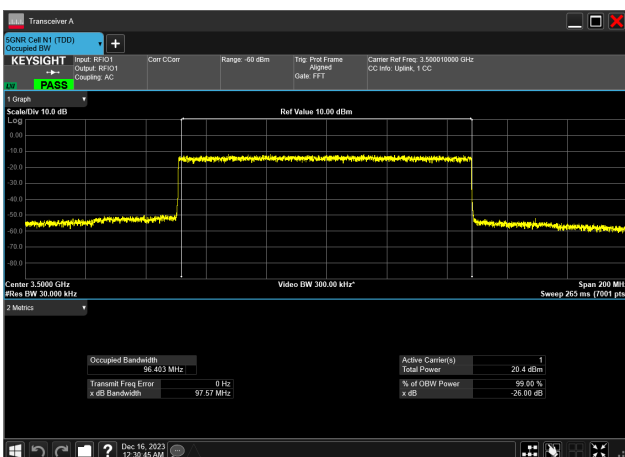 Transceiver A
5GNR Cell N1 (TDD)
Occupied BW
KEYSIGHT
LXI
PASS
Input: RFIO1
Output: RFIO1
Coupling: AC
Corr CCorr
Range: -60 dBm
Trig: Prot Frame
Aligned
Gate: FFT
Carrier Ref Freq: 3.500010000 GHz
CC Info: Uplink, 1 CC
1 Graph
Scale/Div 10.0 dB
Ref Value 10.00 dBm
Log
0.00
-10.0
-20.0
-30.0
-40.0
-50.0
-60.0
-70.0
-80.0
Center 3.5000 GHz
Video BW 300.00 kHz*
Span 200 MHz
#Res BW 30.000 kHz
Sweep 265 ms (7001 pts
2 Metrics
Occupied Bandwidth
96.403 MHz
Active Carrier(s) 1
Total Power 20.4 dBm
Transmit Freq Error 0 Hz
x dB Bandwidth 97.57 MHz
% of OBW Power 99.00 %
x dB -26.00 dB
Dec 16, 2023
12:30:45 AM